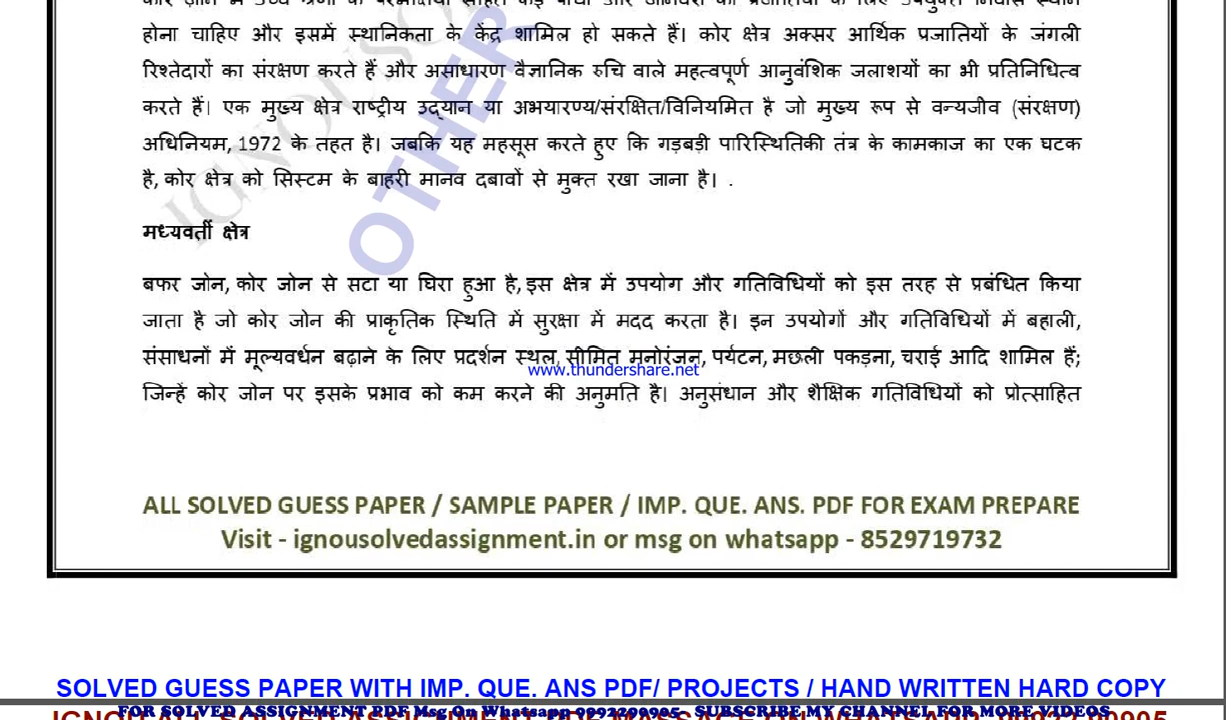 होना चाहिए और इसमें स्थानिकता के केंद्र शामिल हो सकते हैं। कोर क्षेत्र अक्सर आर्थिक प्रजातियों के जंगली
रिश्तेदारों का संरक्षण करते हैं और असाधारण वैज्ञानिक रुचि वाले महत्वपूर्ण आनुवंशिक जलाशयों का भी प्रतिनिधित्व
करते हैं। एक मुख्य क्षेत्र राष्ट्रीय उद्यान या अभयारण्य/संरक्षित/विनियमित है जो मुख्य रूप से वन्यजीव (संरक्षण)
अधिनियम, 1972 के तहत है। जबकि यह महसूस करते हुए कि गड़बड़ी पारिस्थितिकी तंत्र के कामकाज का एक घटक
है, कोर क्षेत्र को सिस्टम के बाहरी मानव दबावों से मुक्त रखा जाना है। .
OTHER
मध्यवर्ती क्षेत्र
बफर जोन, कोर जोन से सटा या घिरा हुआ है, इस क्षेत्र में उपयोग और गतिविधियों को इस तरह से प्रबंधित किया
जाता है जो कोर जोन की प्राकृतिक स्थिति में सुरक्षा में मदद करता है। इन उपयोगों और गतिविधियों में बहाली,
संसाधनों में मूल्यवर्धन बढ़ाने के लिए प्रदर्शन स्थल, सीमित मनोरंजन, पर्यटन, मछली पकड़ना, चराई आदि शामिल हैं;
www.thundershare.net
जिन्हें कोर जोन पर इसके प्रभाव को कम करने की अनुमति है। अनुसंधान और शैक्षिक गतिविधियों को प्रोत्साहित
ALL SOLVED GUESS PAPER / SAMPLE PAPER / IMP. QUE. ANS. PDF FOR EXAM PREPARE
Visit - ignousolvedassignment.in or msg on whatsapp - 8529719732
SOLVED GUESS PAPER WITH IMP. QUE. ANS PDF/ PROJECTS / HAND WRITTEN HARD COPY
FOR SOLVED ASSIGNMENT PDF Msg On Whatsapp-9992299905- SUBSCRIBE MY CHANNEL FOR MORE VIDEOS